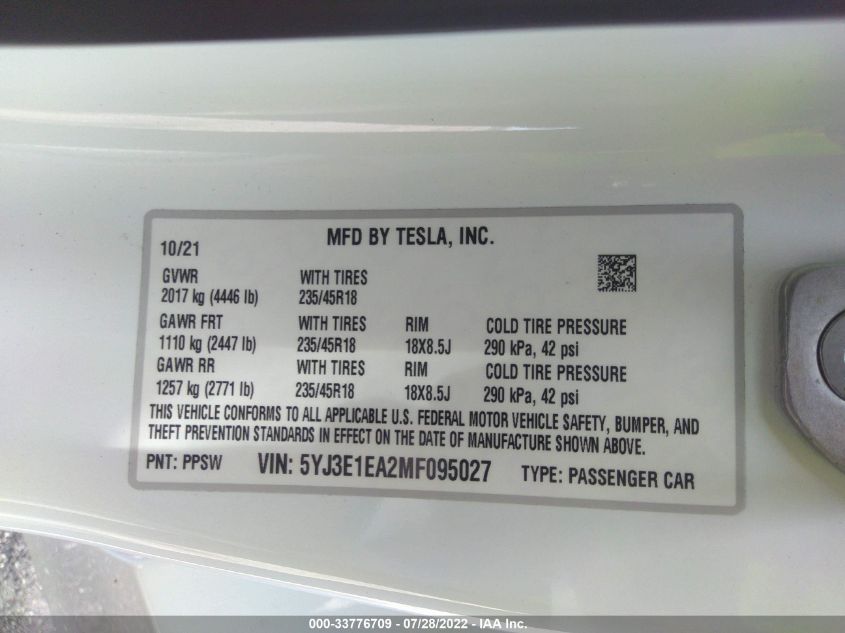 10/21 MFD BY TESLA, INC.
GVWR WITH TIRES
2017 kg (4446 lb) 235/45R18
GAWR FRT WITH TIRES RIM COLD TIRE PRESSURE
1110 kg (2447 lb) 235/45R18 18X8.5J 290 kPa, 42 psi
GAWR RR WITH TIRES RIM COLD TIRE PRESSURE
1257 kg (2771 lb) 235/45R18 18X8.5J 290 kPa, 42 psi
THIS VEHICLE CONFORMS TO ALL APPLICABLE U.S. FEDERAL MOTOR VEHICLE SAFETY, BUMPER, AND
THEFT PREVENTION STANDARDS IN EFFECT ON THE DATE OF MANUFACTURE SHOWN ABOVE.
PNT: PPSW VIN: 5YJ3E1EA2MF095027 TYPE: PASSENGER CAR
000-33776709 - 07/28/2022 - IAA Inc.